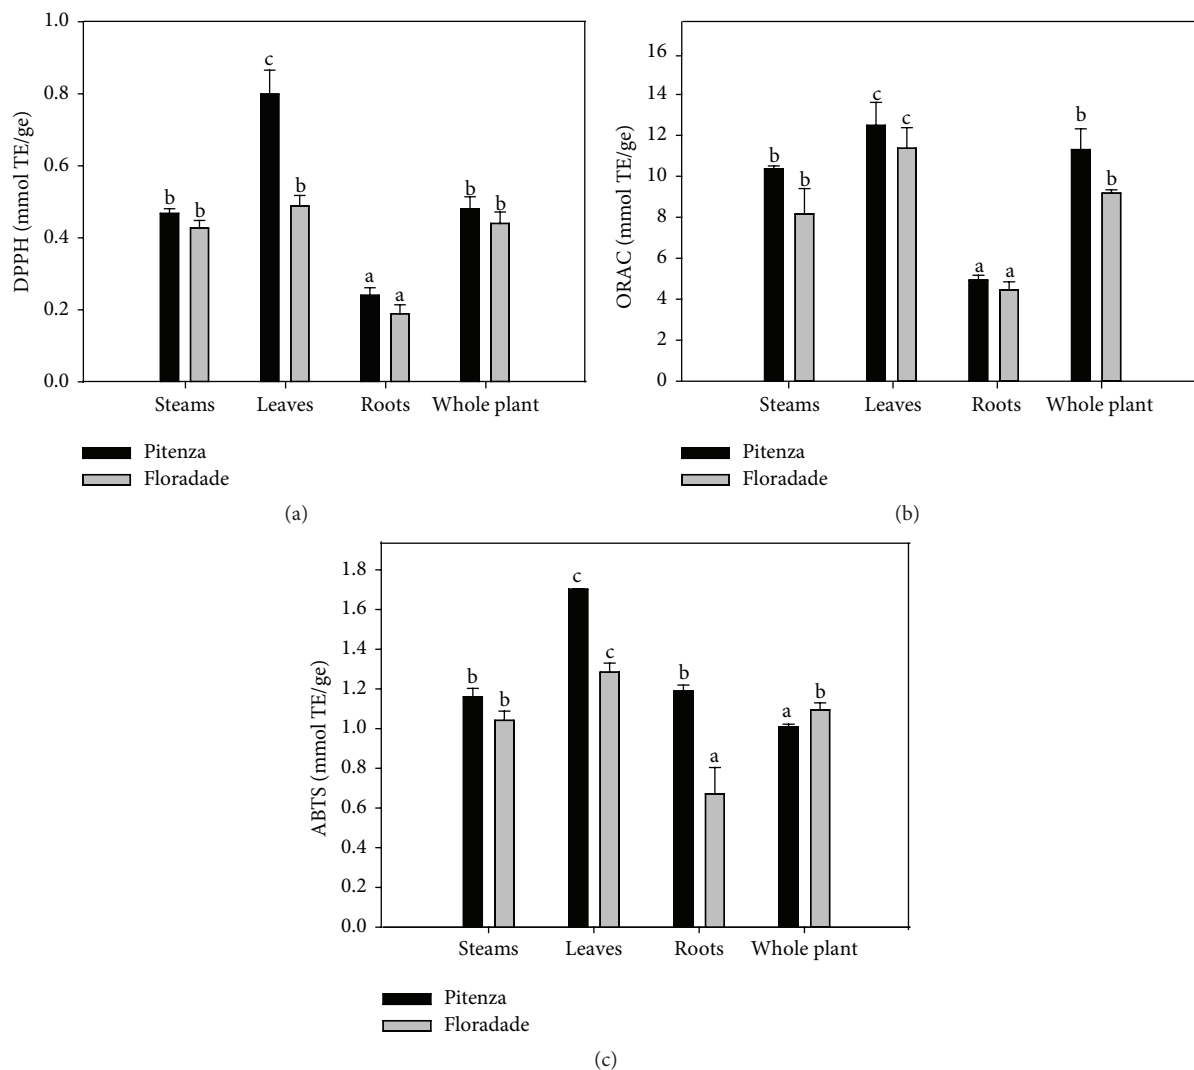 1.0
0.8
0.6
0.4
0.2
0.0
DPPH (mmol TE/ge)
b b c b a a b b
Steams Leaves Roots Whole plant
Pitenza
Floradade
(a)
16
14
12
10
8
6
4
2
0
ORAC (mmol TE/ge)
b b c c a a b b
Steams Leaves Roots Whole plant
Pitenza
Floradade
(b)
1.8
1.6
1.4
1.2
1.0
0.8
0.6
0.4
0.2
0.0
ABTS (mmol TE/ge)
b b c c b a a b
Steams Leaves Roots Whole plant
Pitenza
Floradade
(c)